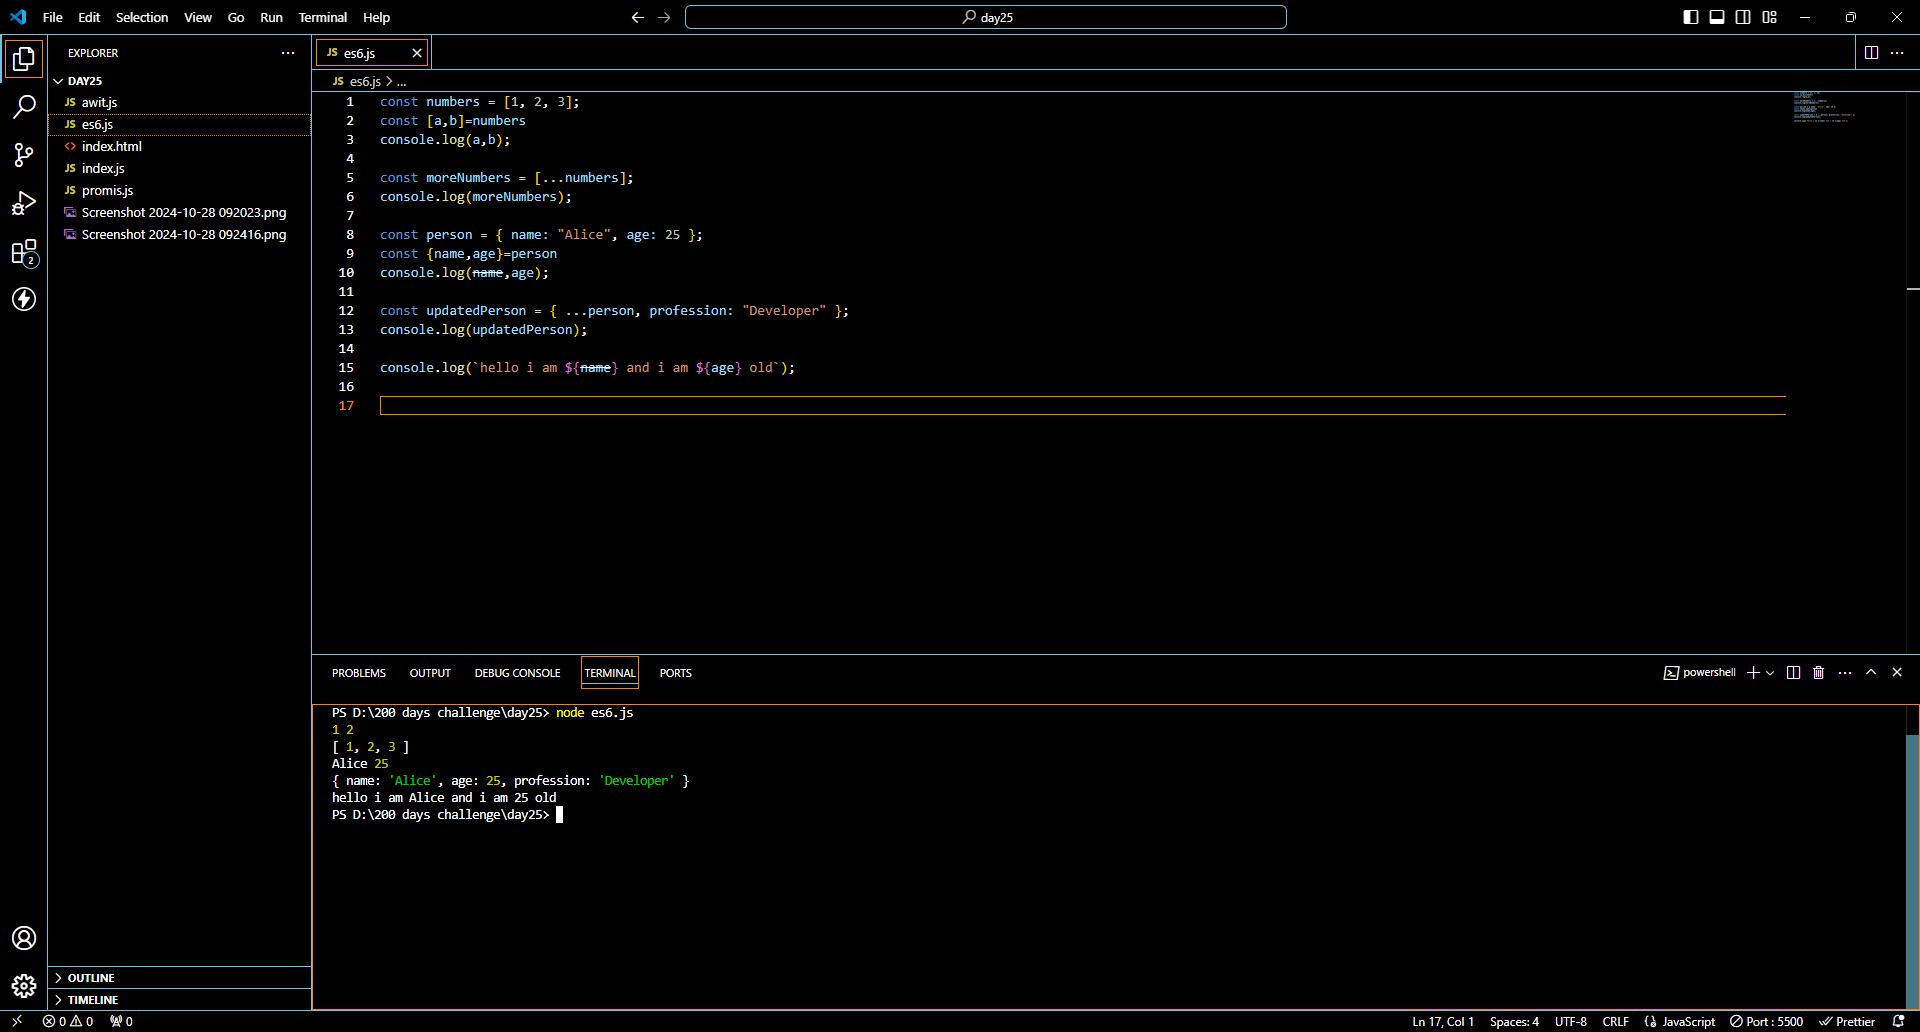 File Edit Selection View Go Run Terminal Help
day25
EXPLORER
DAY25
JS awit.js
JS es6.js
<> index.html
JS index.js
JS promis.js
Screenshot 2024-10-28 092023.png
Screenshot 2024-10-28 092416.png
2
OUTLINE
TIMELINE
JS es6.js
JS es6.js > ...
1 const numbers = [1, 2, 3];
2 const [a,b]=numbers
3 console.log(a,b);
4
5 const moreNumbers = [...numbers];
6 console.log(moreNumbers);
7
8 const person = { name: "Alice", age: 25 };
9 const {name,age}=person
10 console.log(name,age);
11
12 const updatedPerson = { ...person, profession: "Developer" };
13 console.log(updatedPerson);
14
15 console.log(`hello i am ${name} and i am ${age} old`);
16
17
PROBLEMS OUTPUT DEBUG CONSOLE TERMINAL PORTS
powershell
PS D:\200 days challenge\day25> node es6.js
1 2
[ 1, 2, 3 ]
Alice 25
{ name: 'Alice', age: 25, profession: 'Developer' }
hello i am Alice and i am 25 old
PS D:\200 days challenge\day25>
0 0 0
Ln 17, Col 1 Spaces: 4 UTF-8 CRLF {} JavaScript Port : 5500 Prettier